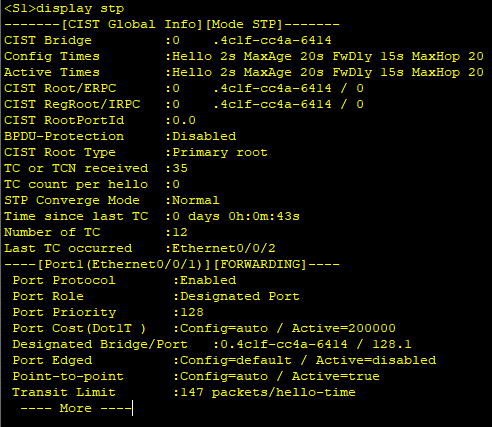 <S1>display stp
-------[CIST Global Info][Mode STP]-------
CIST Bridge         :0    .4c1f-cc4a-6414
Config Times        :Hello 2s MaxAge 20s FwDly 15s MaxHop 20
Active Times        :Hello 2s MaxAge 20s FwDly 15s MaxHop 20
CIST Root/ERPC      :0    .4c1f-cc4a-6414 / 0
CIST RegRoot/IRPC   :0    .4c1f-cc4a-6414 / 0
CIST RootPortId     :0.0
BPDU-Protection     :Disabled
CIST Root Type      :Primary root
TC or TCN received  :35
TC count per hello  :0
STP Converge Mode   :Normal
Time since last TC  :0 days 0h:0m:43s
Number of TC        :12
Last TC occurred    :Ethernet0/0/2
----[Port1(Ethernet0/0/1)][FORWARDING]----
 Port Protocol       :Enabled
 Port Role           :Designated Port
 Port Priority       :128
 Port Cost(Dot1T )   :Config=auto / Active=200000
 Designated Bridge/Port   :0.4c1f-cc4a-6414 / 128.1
 Port Edged          :Config=default / Active=disabled
 Point-to-point      :Config=auto / Active=true
 Transit Limit       :147 packets/hello-time
  ---- More ----